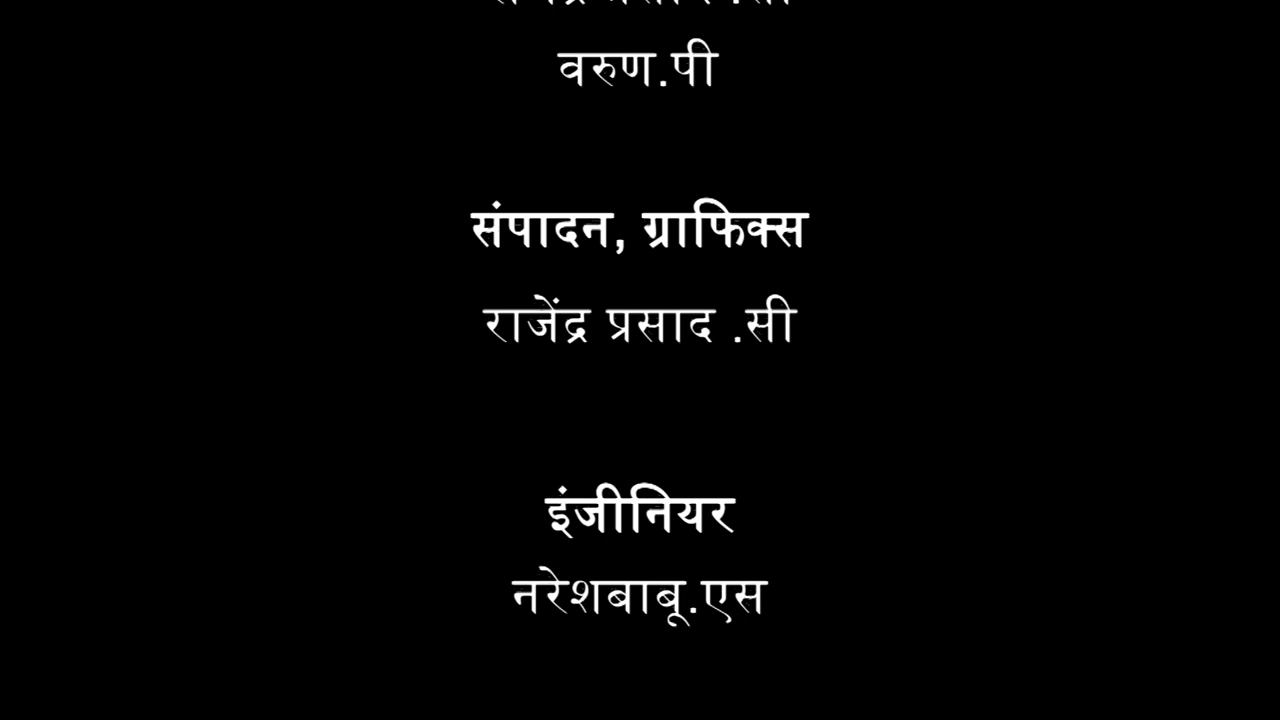 वरुण.पी
संपादन, ग्राफिक्स
राजेंद्र प्रसाद .सी
इंजीनियर
नरेशबाबू.एस